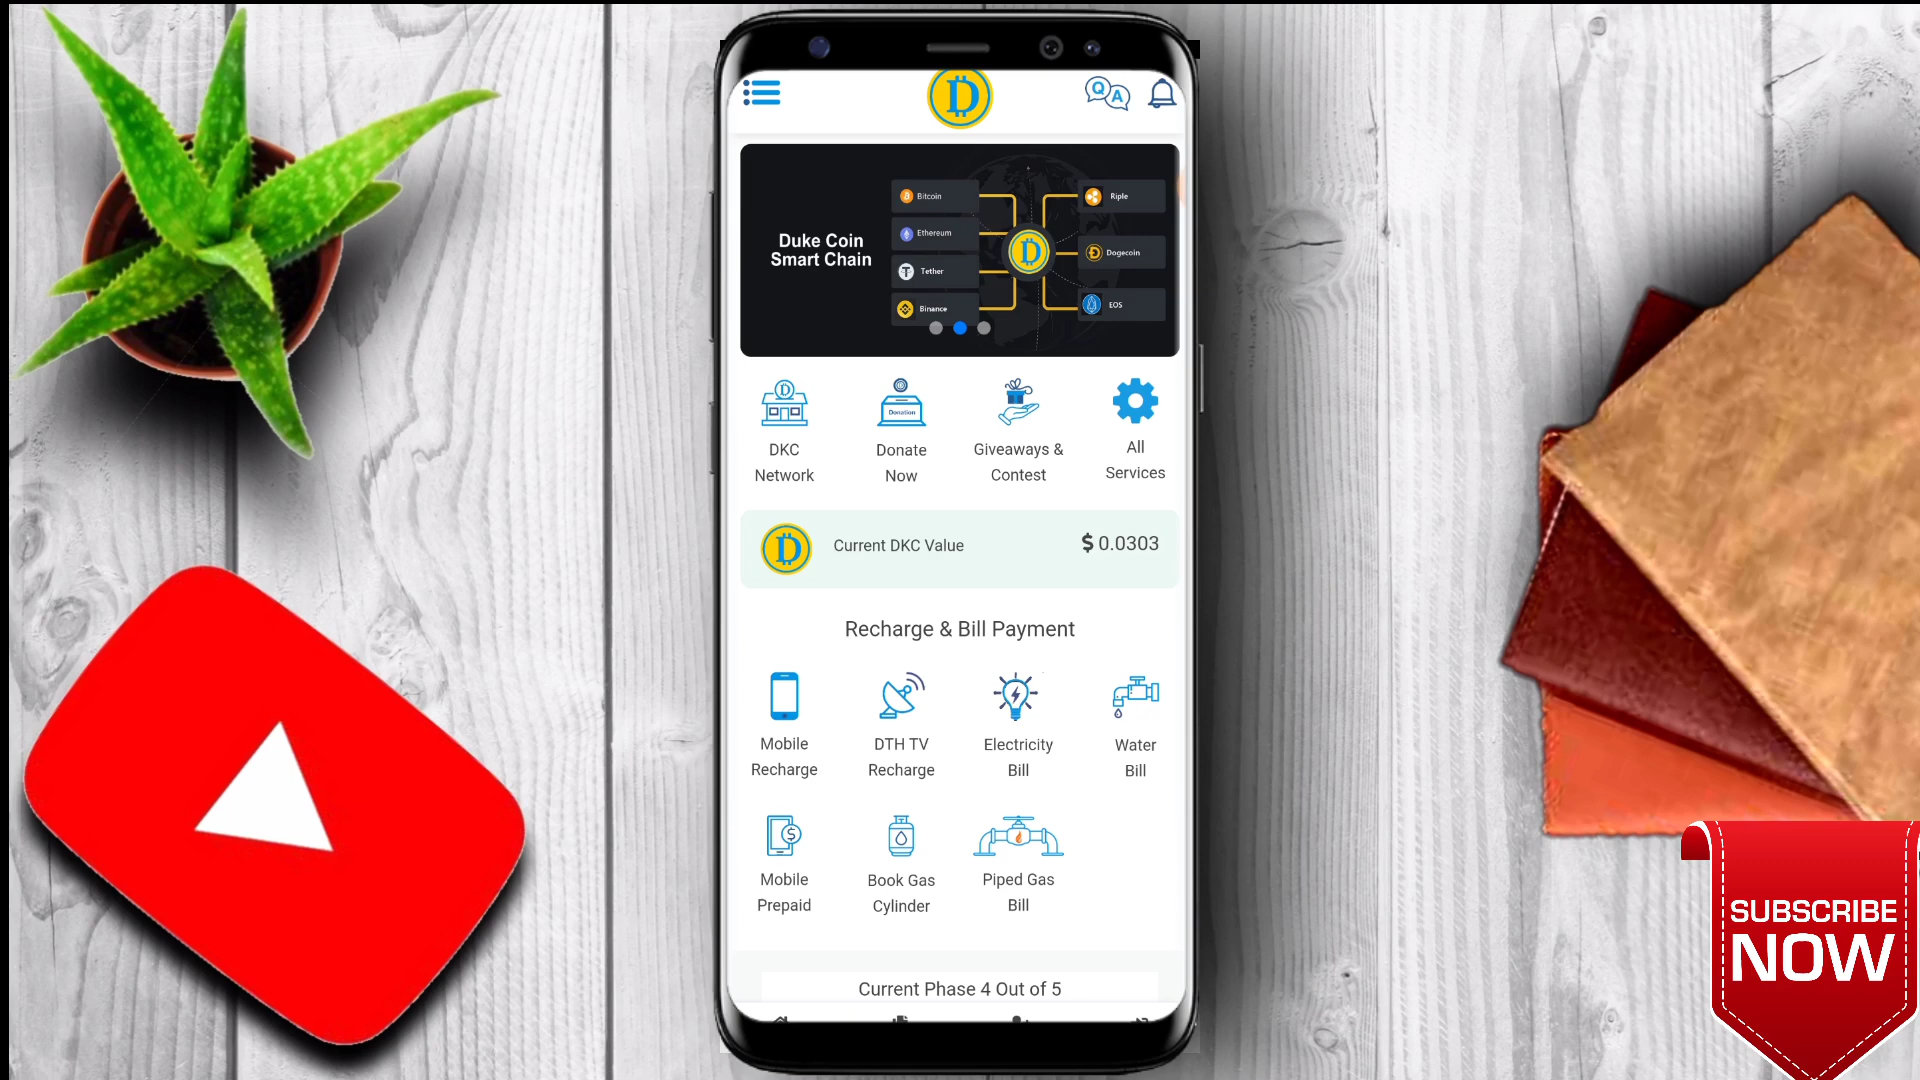 Q
A
D
Duke Coin
Smart Chain
Bitcoin
Ethereum
Tether
Binance
D
Riple
Dogecoin
EOS
D
Donation
DKC
Network
Donate
Now
Giveaways &
Contest
All
Services
D
Current DKC Value
$ 0.0303
Recharge & Bill Payment
Mobile
Recharge
DTH TV
Recharge
Electricity
Bill
Water
Bill
$
Mobile
Prepaid
Book Gas
Cylinder
Piped Gas
Bill
Current Phase 4 Out of 5
SUBSCRIBE
NOW